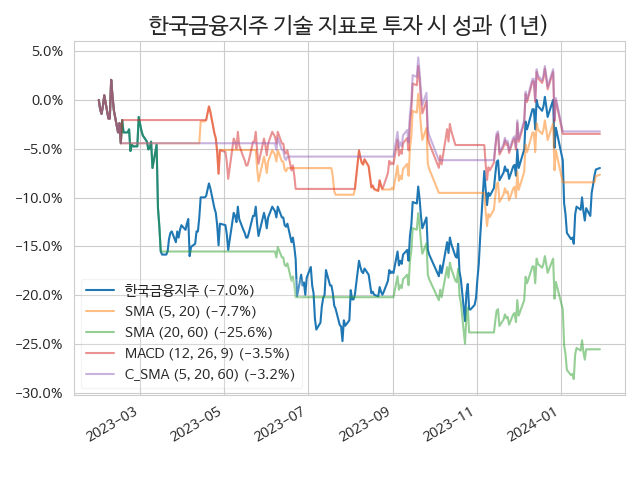 한국금융지주 기술 지표로 투자 시 성과 (1년)
5.0%
0.0%
−5.0%
−10.0%
−15.0%
−20.0%
−25.0%
−30.0%
한국금융지주 (−7.0%)
SMA (5, 20) (−7.7%)
SMA (20, 60) (−25.6%)
MACD (12, 26, 9) (−3.5%)
C_SMA (5, 20, 60) (−3.2%)
2023−03
2023−05
2023−07
2023−09
2023−11
2024−01